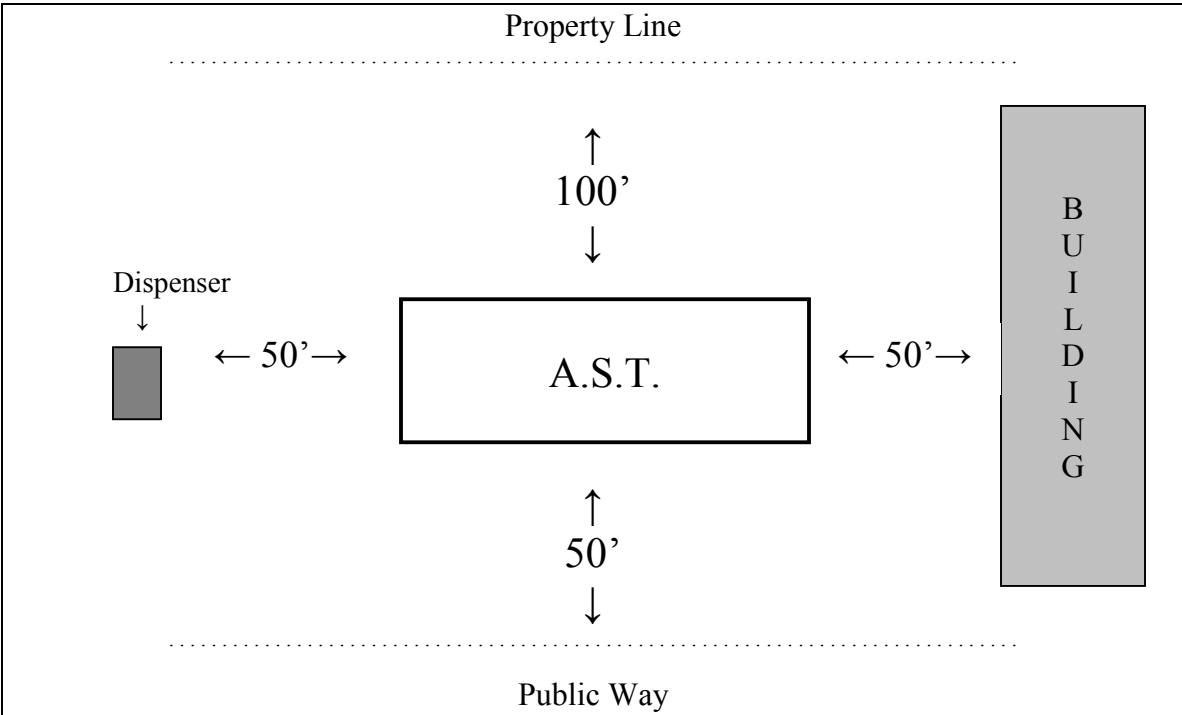 Property Line
↑
100’
↓
Dispenser
↓
← 50’→
A.S.T.
← 50’→
B
U
I
L
D
I
N
G
↑
50’
↓
Public Way